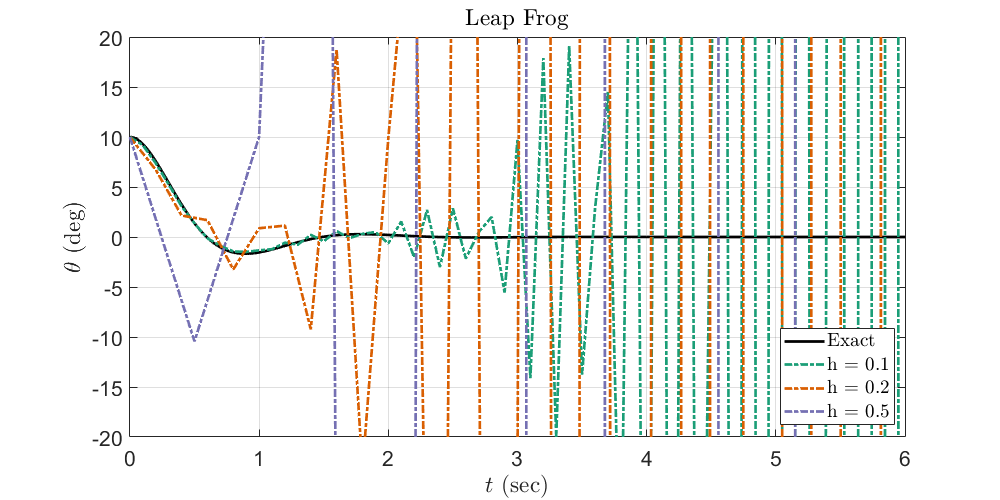 Leap Frog
20
15
10
5
0
-5
-10
-15
-20
θ (deg)
0 1 2 3 4 5 6
t (sec)
Exact
h = 0.1
h = 0.2
h = 0.5